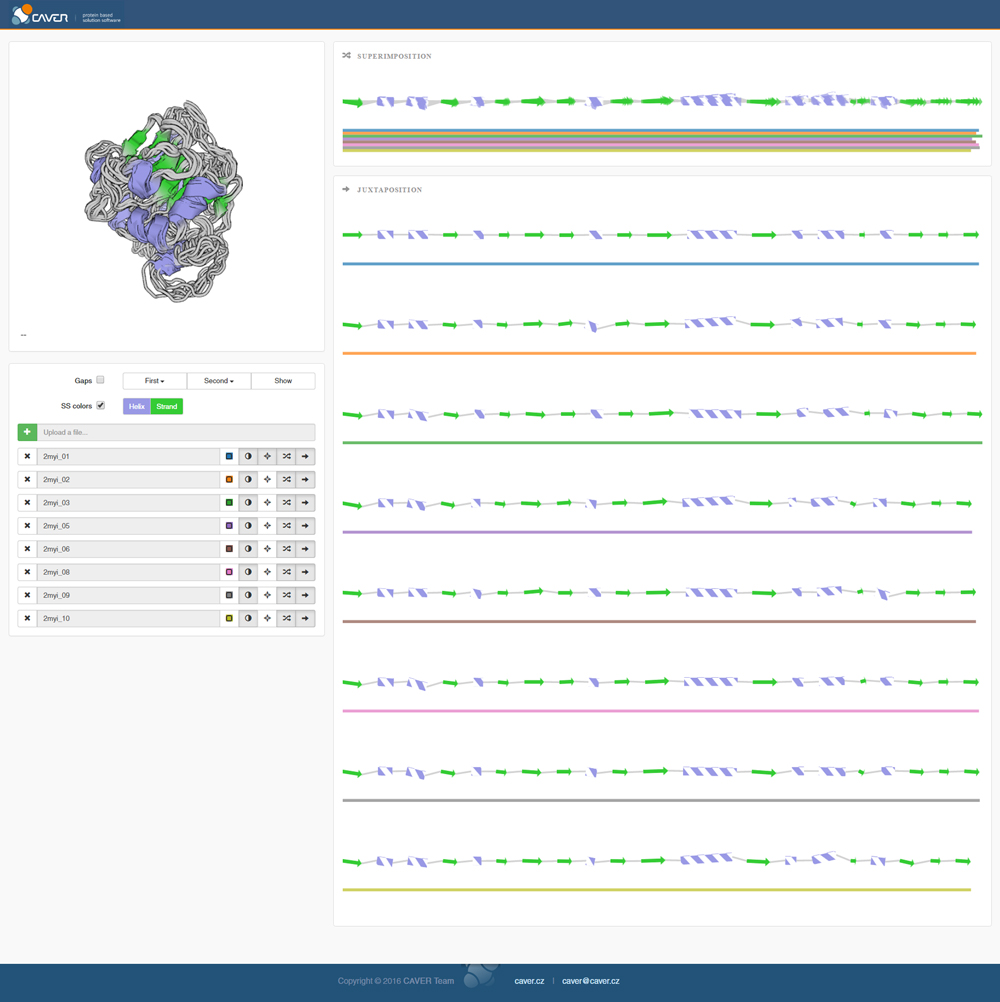 CAVER
protein based
solution software
SUPERIMPOSITION
JUXTAPOSITION
--
Gaps
First
Second
Show
SS colors
Helix
Strand
Upload a file...
2myi_01
2myi_02
2myi_03
2myi_05
2myi_06
2myi_08
2myi_09
2myi_10
Copyright © 2016 CAVER Team
caver.cz | caver@caver.cz